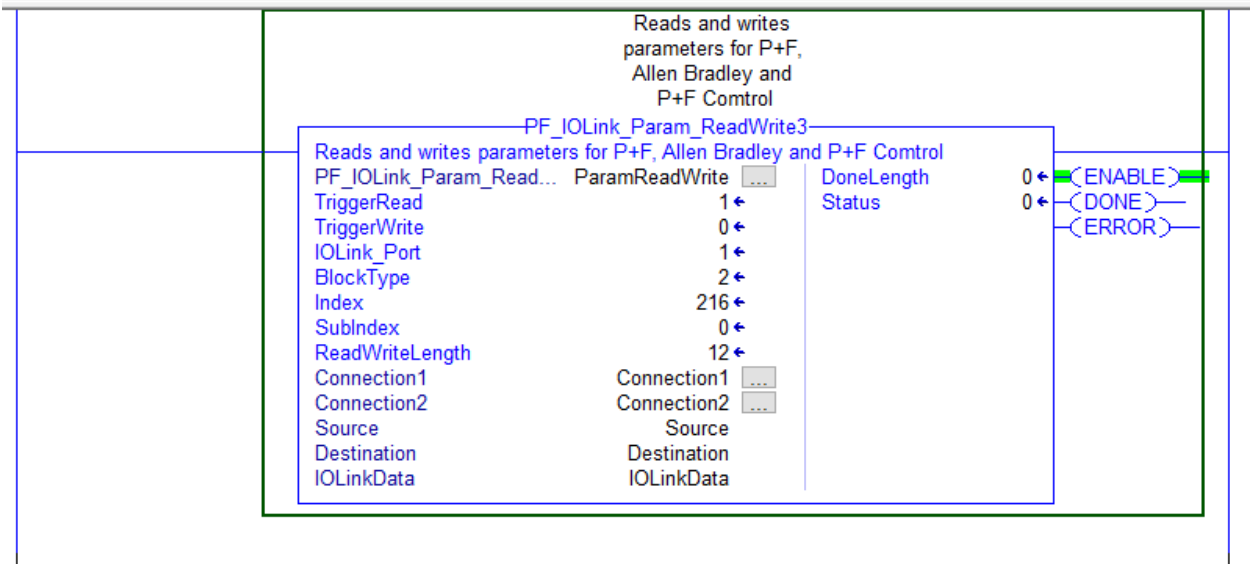 Reads and writes
parameters for P+F,
Allen Bradley and
P+F Comtrol
PF_IOLink_Param_ReadWrite3
Reads and writes parameters for P+F, Allen Bradley and P+F Comtrol
PF_IOLink_Param_Read... ParamReadWrite ... DoneLength 0 (ENABLE)
TriggerRead 1 Status 0 (DONE)
TriggerWrite 0 (ERROR)
IOLink_Port 1
BlockType 2
Index 216
SubIndex 0
ReadWriteLength 12
Connection1 Connection1 ...
Connection2 Connection2 ...
Source Source
Destination Destination
IOLinkData IOLinkData